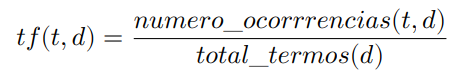 tf(t, d) = numero_ocorrrencias(t, d)
total_termos(d)